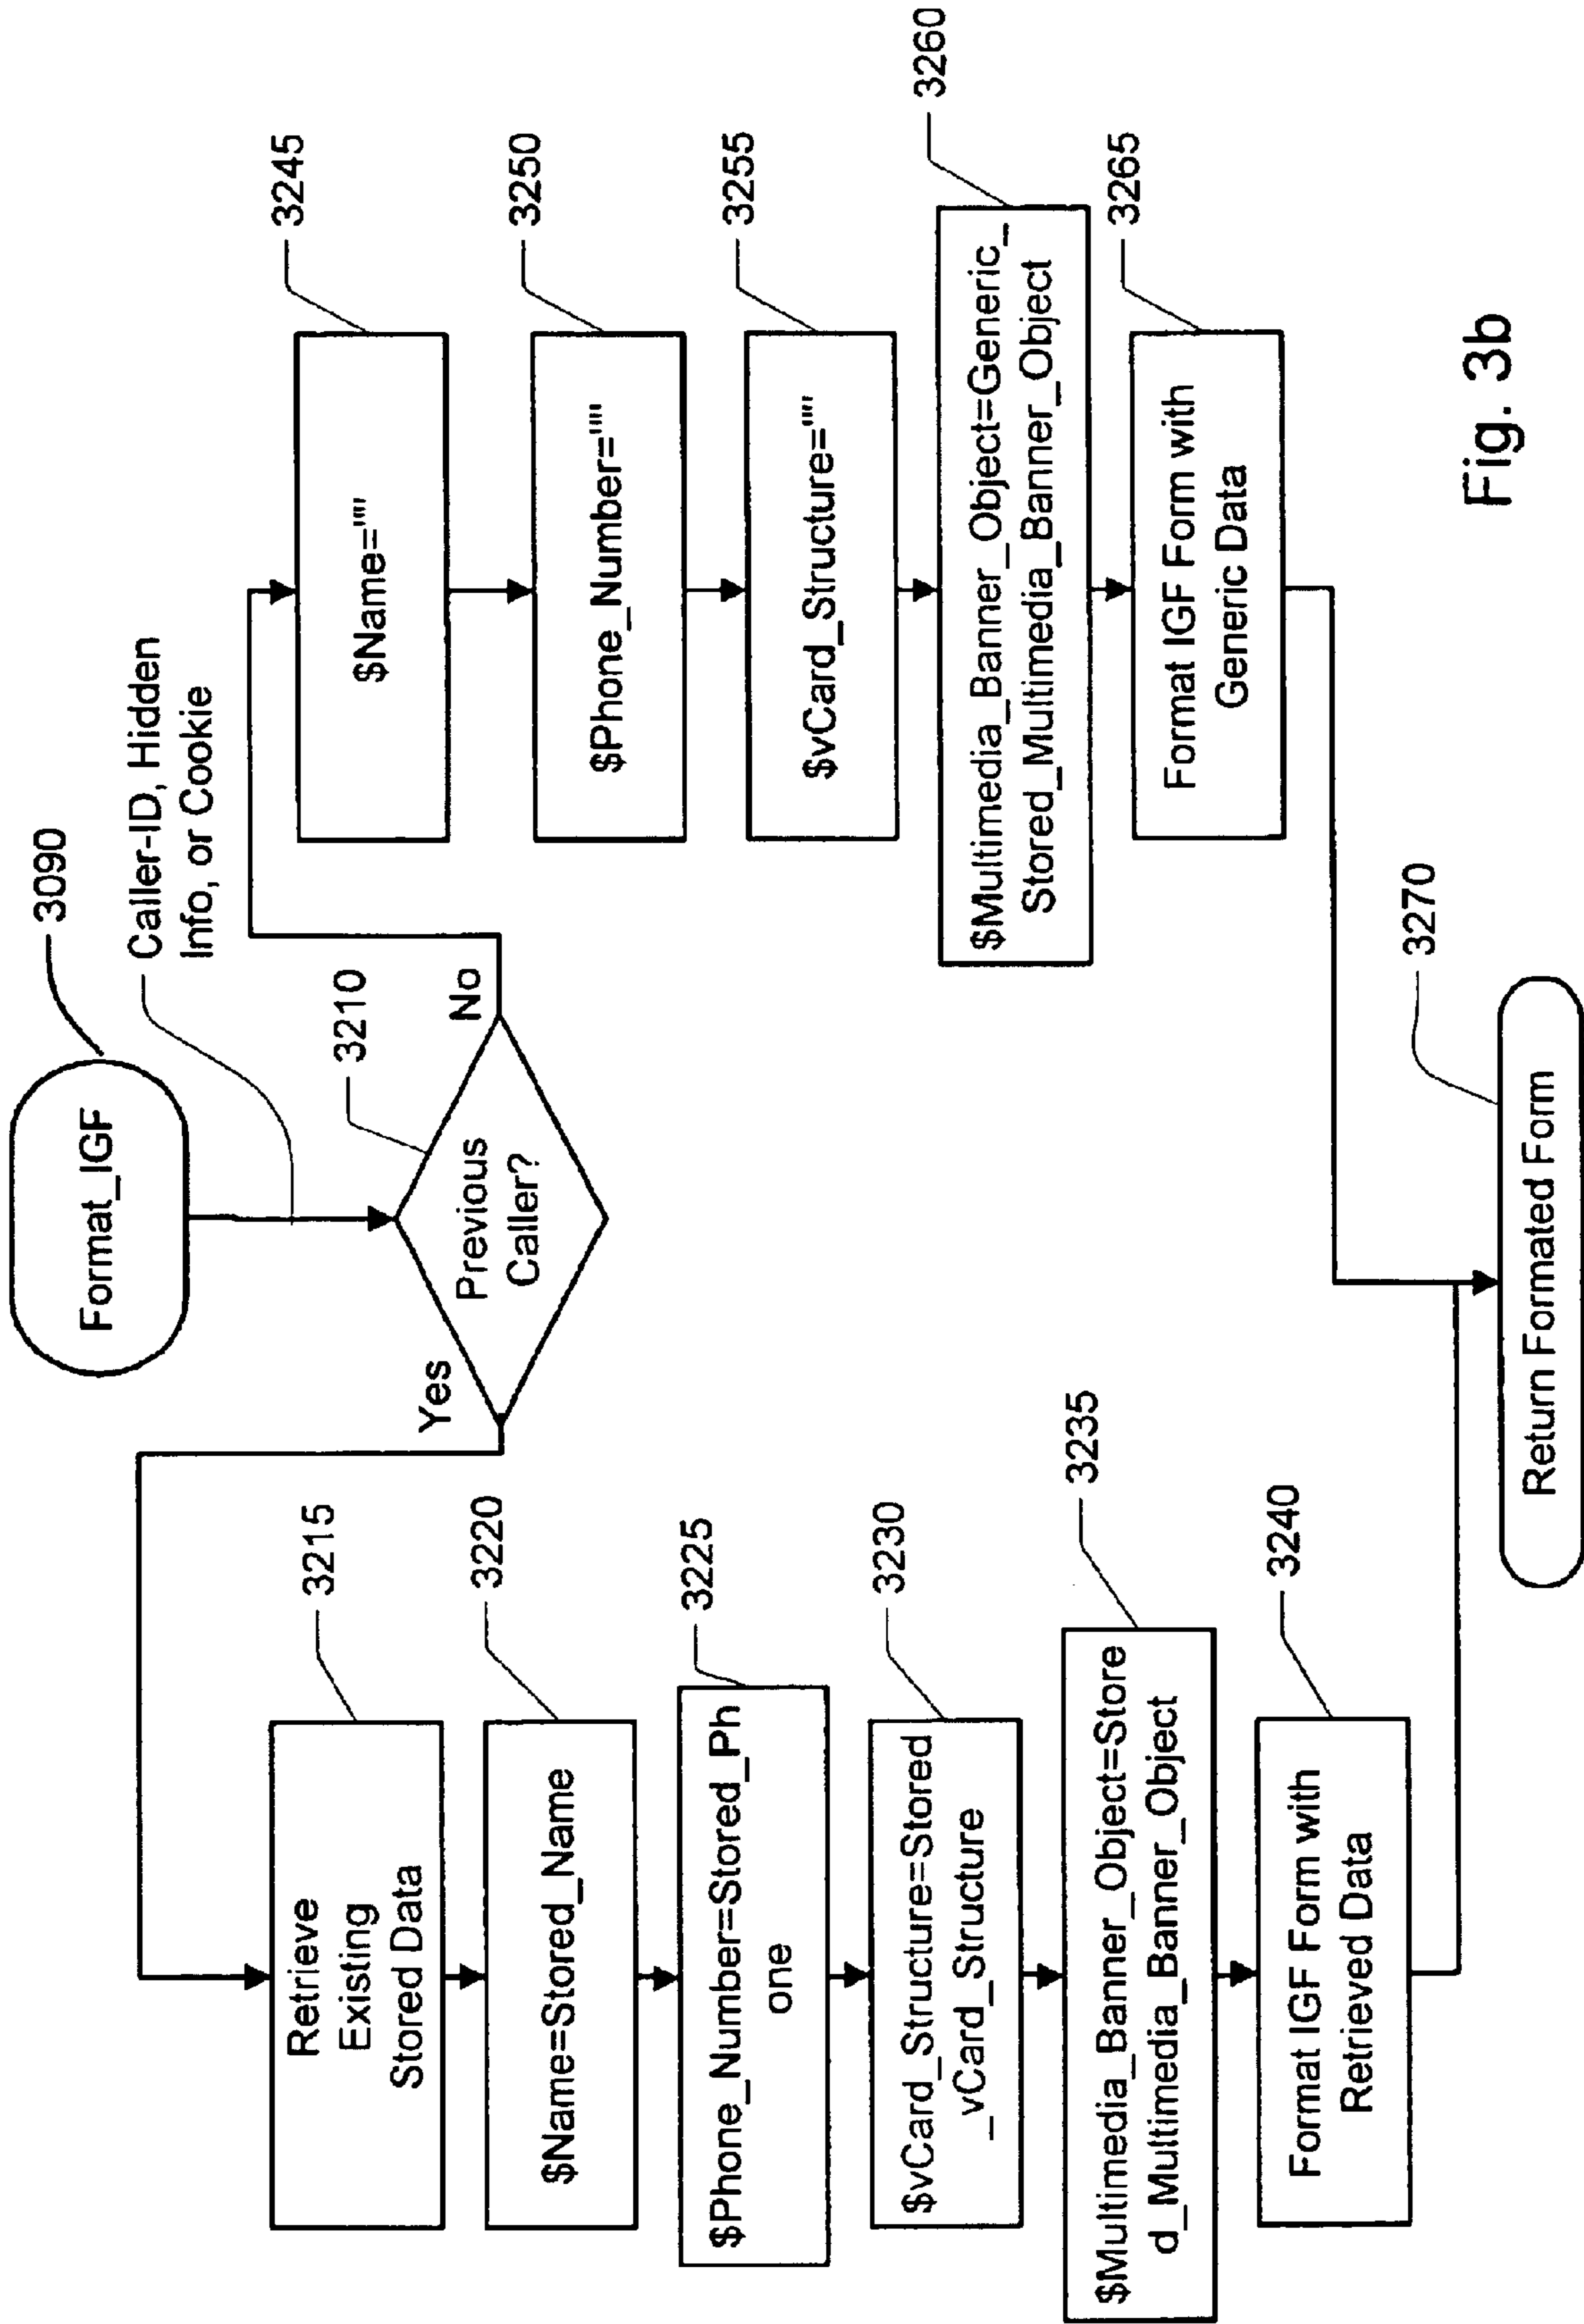 Format_IGF
3090
Caller-ID, Hidden
Info, or Cookie
3210
Previous
Caller?
Yes
No
Retrieve
Existing
Stored Data
3215
$Name=Stored_Name
3220
$Phone_Number=Stored_Ph
one
3225
$vCard_Structure=Stored
_vCard_Structure
3230
$Multimedia_Banner_Object=Store
d_Multimedia_Banner_Object
3235
Format IGF Form with
Retrieved Data
3240
$Name=""
3245
$Phone_Number=""
3250
$vCard_Structure=""
3255
$Multimedia_Banner_Object=Generic_
Stored_Multimedia_Banner_Object
3260
Format IGF Form with
Generic Data
3265
Return Formated Form
3270
Fig. 3b